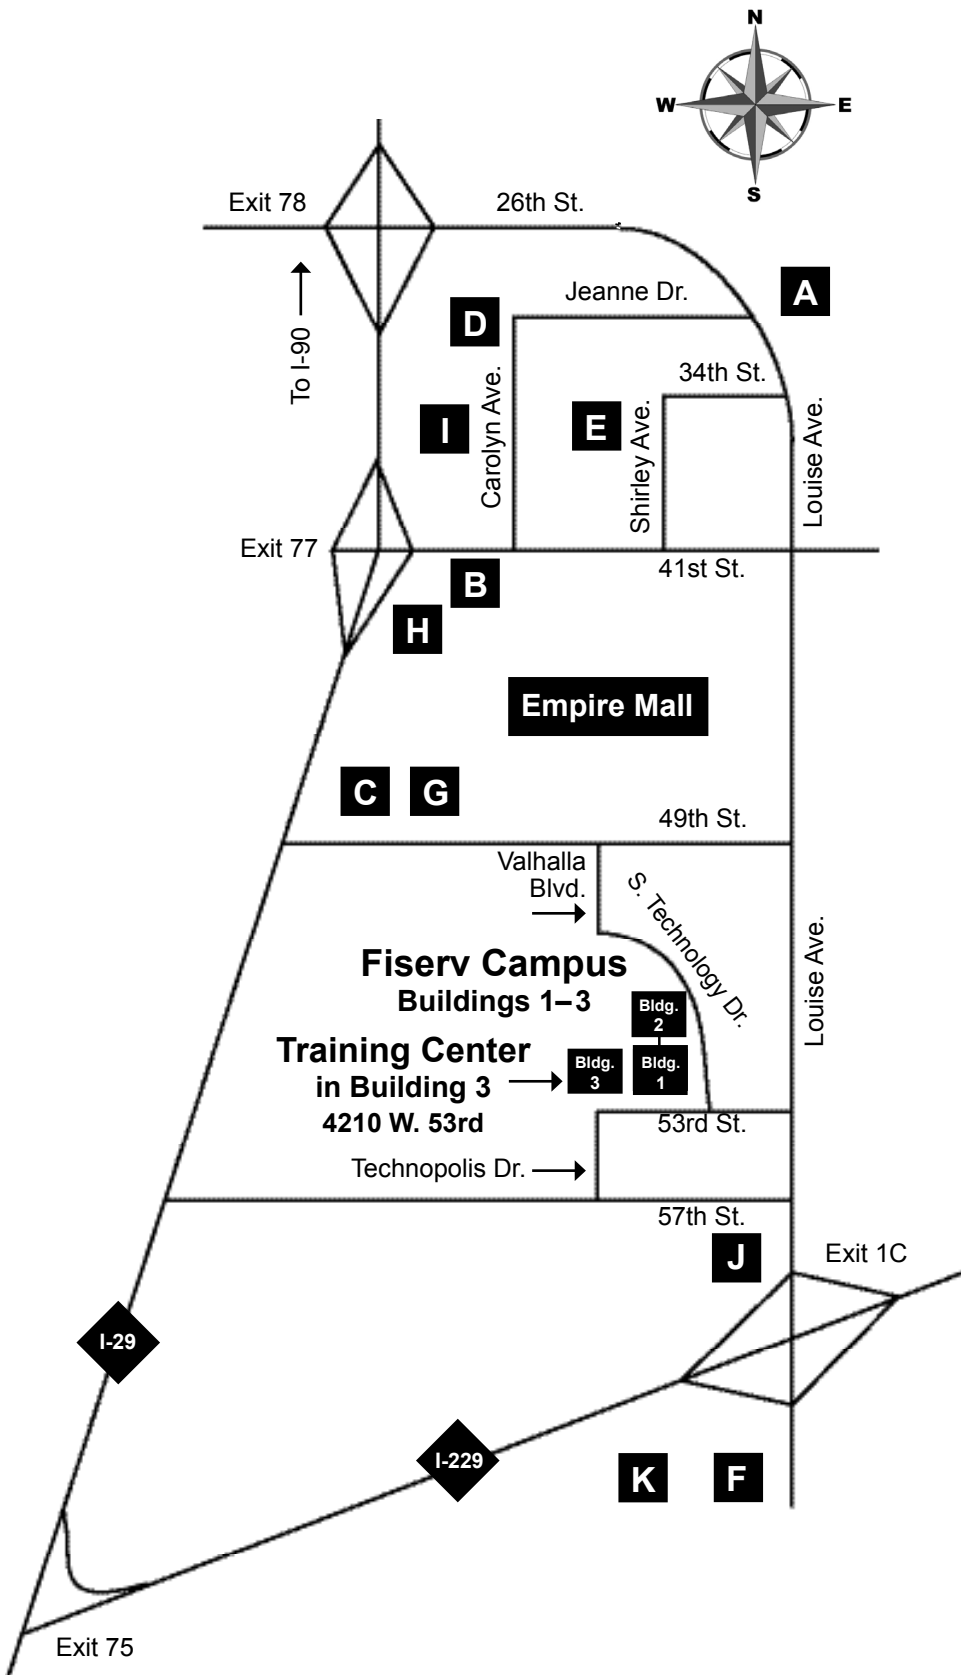 N
W
E
S
Exit 78
26th St.
To I-90
Jeanne Dr.
A
D
34th St.
I
Carolyn Ave.
E
Shirley Ave.
Louise Ave.
Exit 77
41st St.
B
H
Empire Mall
C
G
49th St.
Valhalla
Blvd.
S. Technology Dr.
Louise Ave.
Fiserv Campus
Buildings 1–3
Bldg.
2
Training Center
in Building 3
4210 W. 53rd
Bldg.
3
Bldg.
1
53rd St.
Technopolis Dr.
57th St.
J
Exit 1C
I-29
I-229
K
F
Exit 75